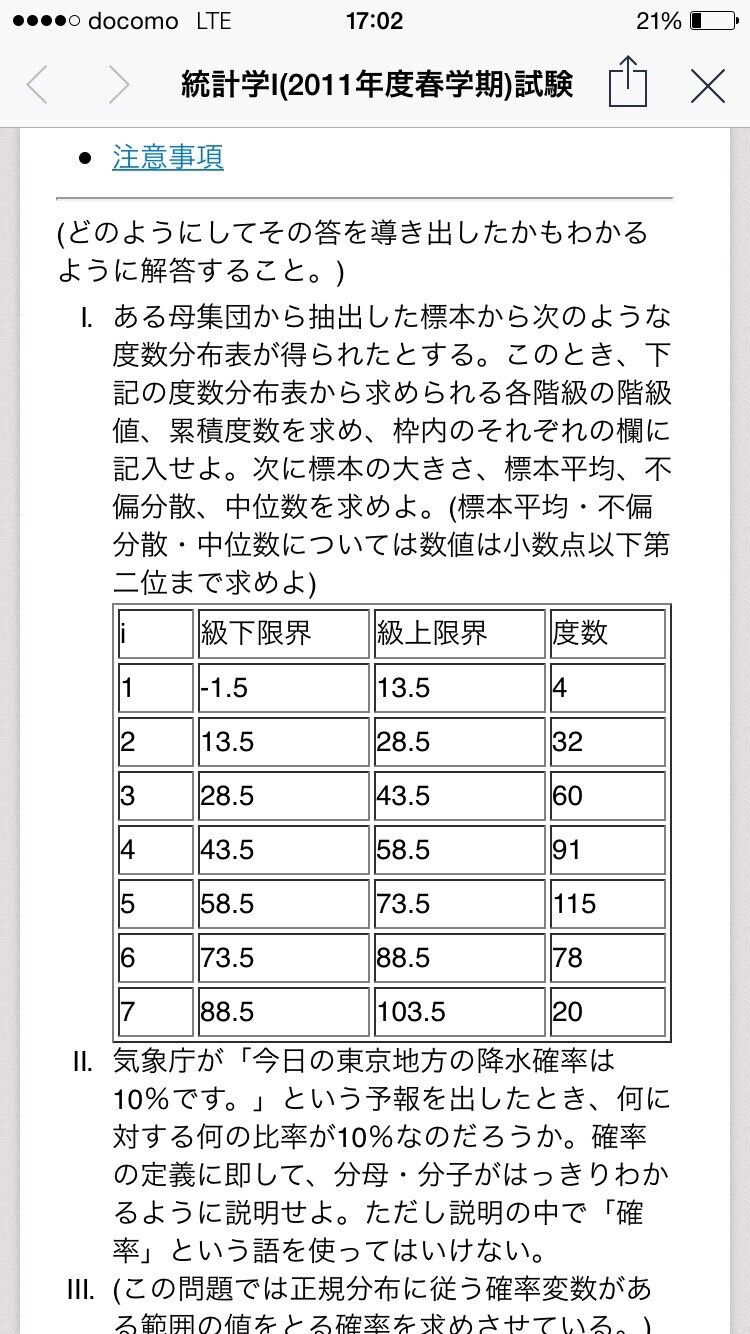 docomo LTE 17:02 21%
統計学I(2011年度春学期)試験
• 注意事項
(どのようにしてその答を導き出したかもわかる
ように解答すること。)
I. ある母集団から抽出した標本から次のような
度数分布表が得られたとする。このとき、下
記の度数分布表から求められる各階級の階級
値、累積度数を求め、枠内のそれぞれの欄に
記入せよ。次に標本の大きさ、標本平均、不
偏分散、中位数を求めよ。(標本平均・不偏
分散・中位数については数値は小数点以下第
二位まで求めよ)
i 級下限界 級上限界 度数
1 -1.5 13.5 4
2 13.5 28.5 32
3 28.5 43.5 60
4 43.5 58.5 91
5 58.5 73.5 115
6 73.5 88.5 78
7 88.5 103.5 20
II. 気象庁が「今日の東京地方の降水確率は
10%です。」という予報を出したとき、何に
対する何の比率が10%なのだろうか。確率
の定義に即して、分母・分子がはっきりわか
るように説明せよ。ただし説明の中で「確
率」という語を使ってはいけない。
III. (この問題では正規分布に従う確率変数があ
る範囲の値をとる確率を求めさせている。)